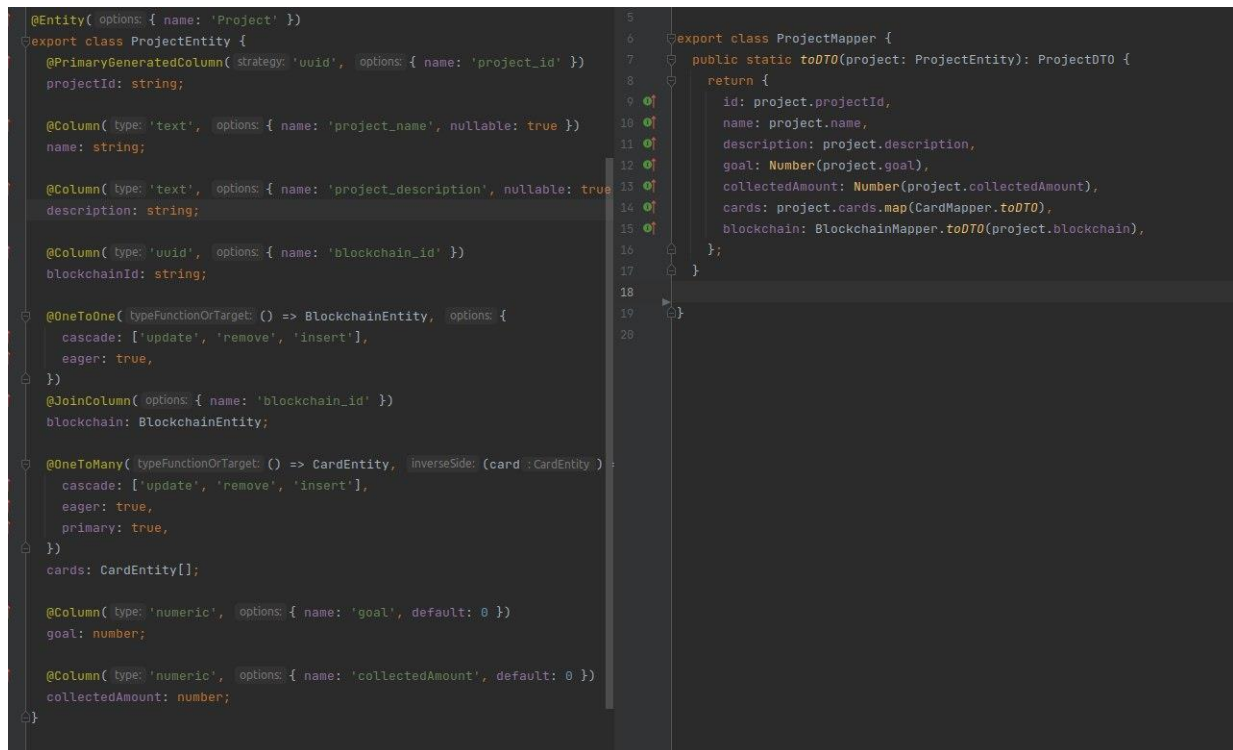 @Entity( options: { name: 'Project' })
export class ProjectEntity {
@PrimaryGeneratedColumn( strategy: 'uuid', options: { name: 'project_id' })
projectId: string;
@Column( type: 'text', options: { name: 'project_name', nullable: true })
name: string;
@Column( type: 'text', options: { name: 'project_description', nullable: true
description: string;
@Column( type: 'uuid', options: { name: 'blockchain_id' })
blockchainId: string;
@OneToOne( typeFunctionOrTarget: () => BlockchainEntity, options: {
cascade: ['update', 'remove', 'insert'],
eager: true,
})
@JoinColumn( options: { name: 'blockchain_id' })
blockchain: BlockchainEntity;
@OneToMany( typeFunctionOrTarget: () => CardEntity, inverseSide: (card : CardEntity ) =
cascade: ['update', 'remove', 'insert'],
eager: true,
primary: true,
})
cards: CardEntity[];
@Column( type: 'numeric', options: { name: 'goal', default: 0 })
goal: number;
@Column( type: 'numeric', options: { name: 'collectedAmount', default: 0 })
collectedAmount: number;
}
5
6 export class ProjectMapper {
7 public static toDTO(project: ProjectEntity): ProjectDTO {
8 return {
9 id: project.projectId,
10 name: project.name,
11 description: project.description,
12 goal: Number(project.goal),
13 collectedAmount: Number(project.collectedAmount),
14 cards: project.cards.map(CardMapper.toDTO),
15 blockchain: BlockchainMapper.toDTO(project.blockchain),
16 };
17 }
18
19 }
20